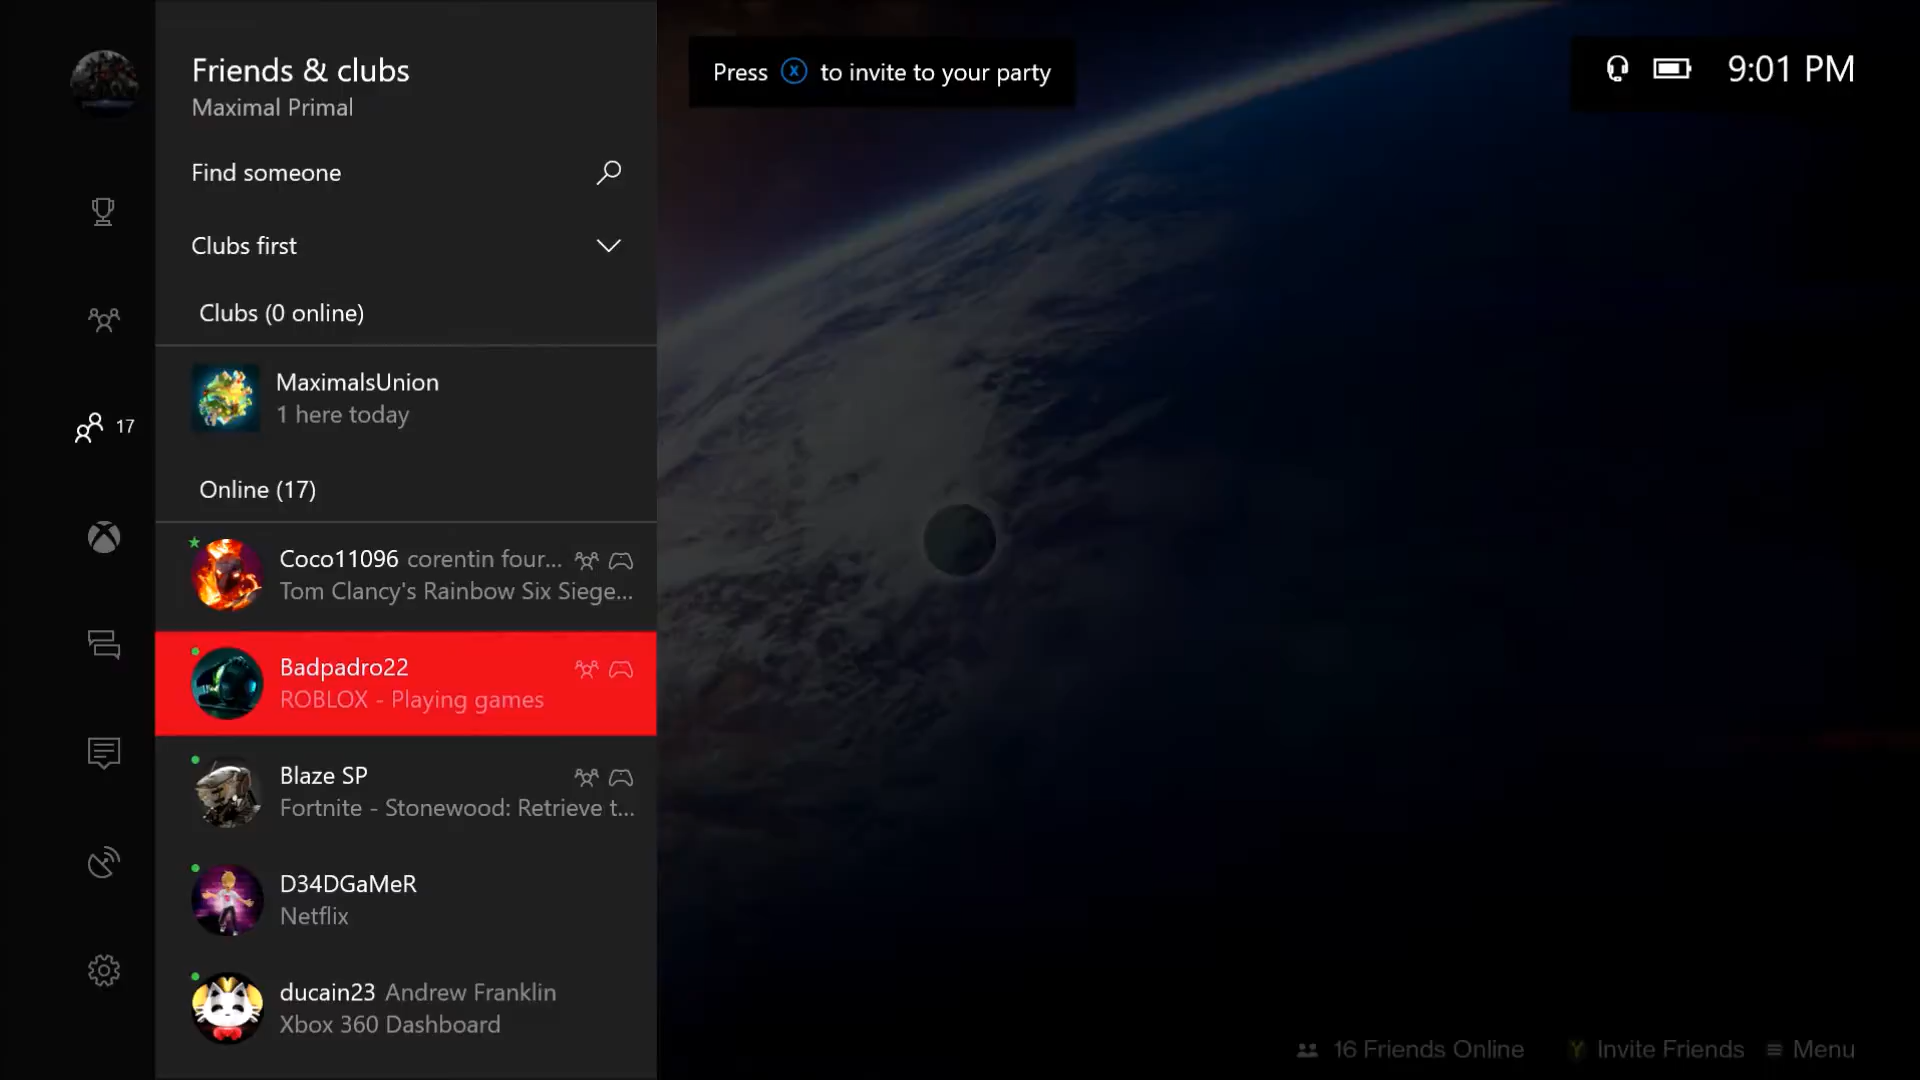 Friends & clubs
Maximal Primal
Press X to invite to your party
9:01 PM
Find someone
Clubs first
Clubs (0 online)
MaximalsUnion
1 here today
17
Online (17)
Coco11096 corentin four...
Tom Clancy's Rainbow Six Siege...
Badpadro22
ROBLOX - Playing games
Blaze SP
Fortnite - Stonewood: Retrieve t...
D34DGaMeR
Netflix
ducain23 Andrew Franklin
Xbox 360 Dashboard
16 Friends Online Y Invite Friends Menu